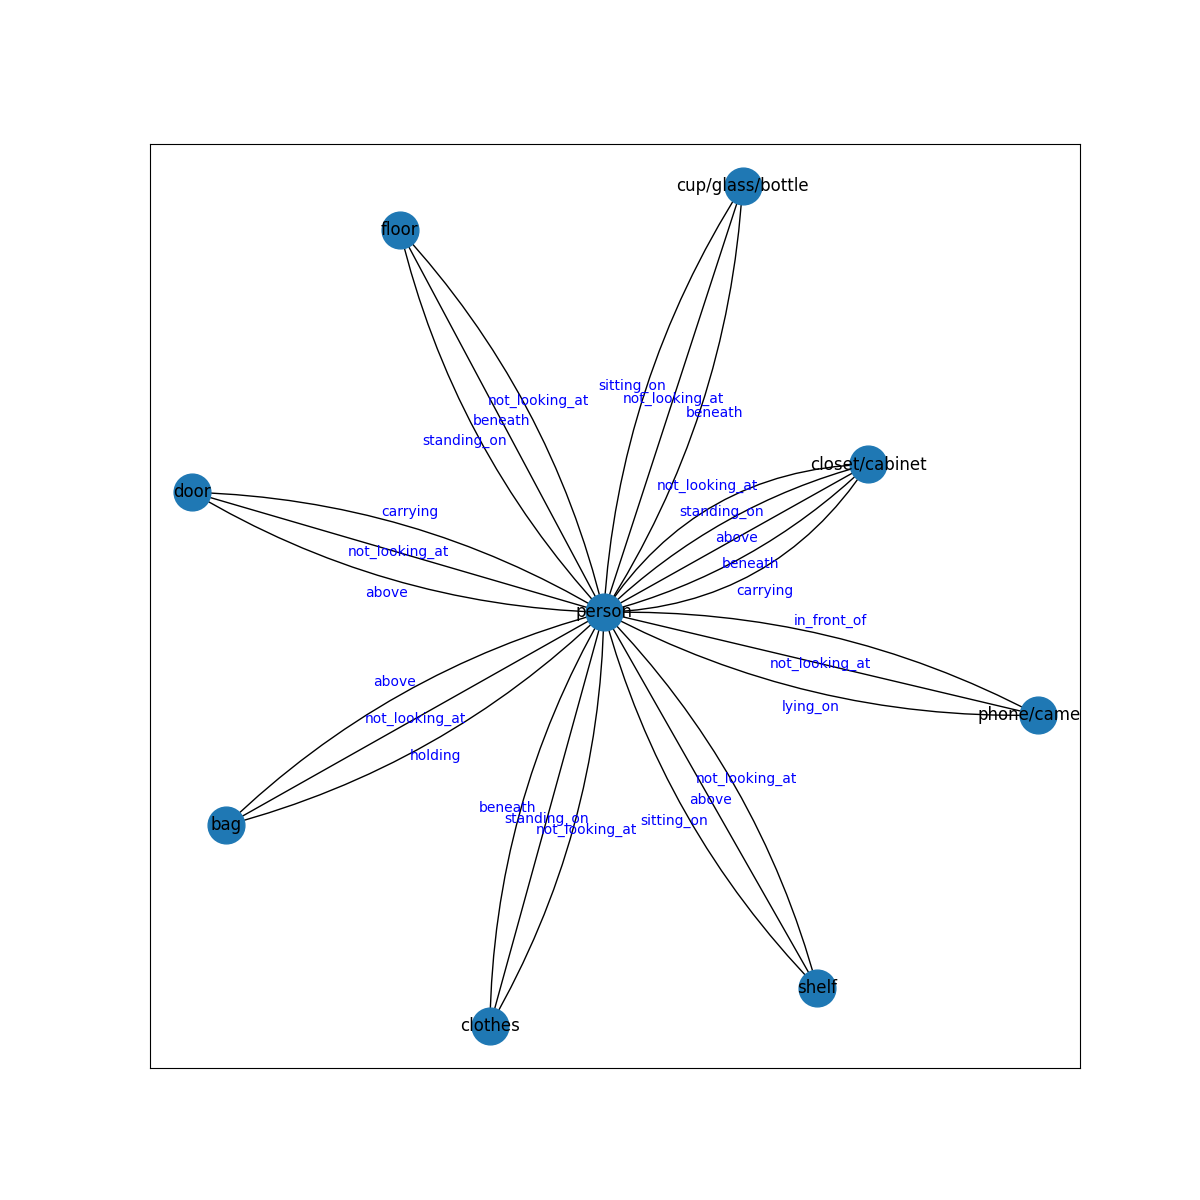 cup/glass/bottle
floor
sitting_on
not_looking_at
not_looking_at
beneath
beneath
standing_on
closet/cabinet
not_looking_at
standing_on
above
beneath
carrying
door
carrying
not_looking_at
above
person
in_front_of
not_looking_at
lying_on
phone/came
above
not_looking_at
holding
not_looking_at
above
sitting_on
beneath
standing_on
not_looking_at
bag
shelf
clothes